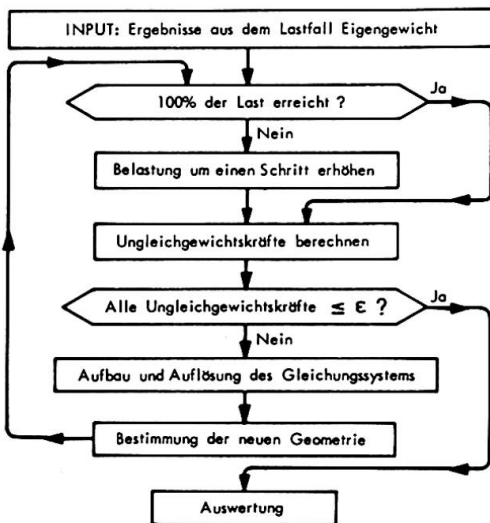 INPUT: Ergebnisse aus dem Lastfall Eigengewicht
100% der Last erreicht ?
Ja
Nein
Belastung um einen Schritt erhöhen
Ungleichgewichtskräfte berechnen
Alle Ungleichgewichtskräfte ≤ ε ?
Ja
Nein
Aufbau und Auflösung des Gleichungssystems
Bestimmung der neuen Geometrie
Auswertung